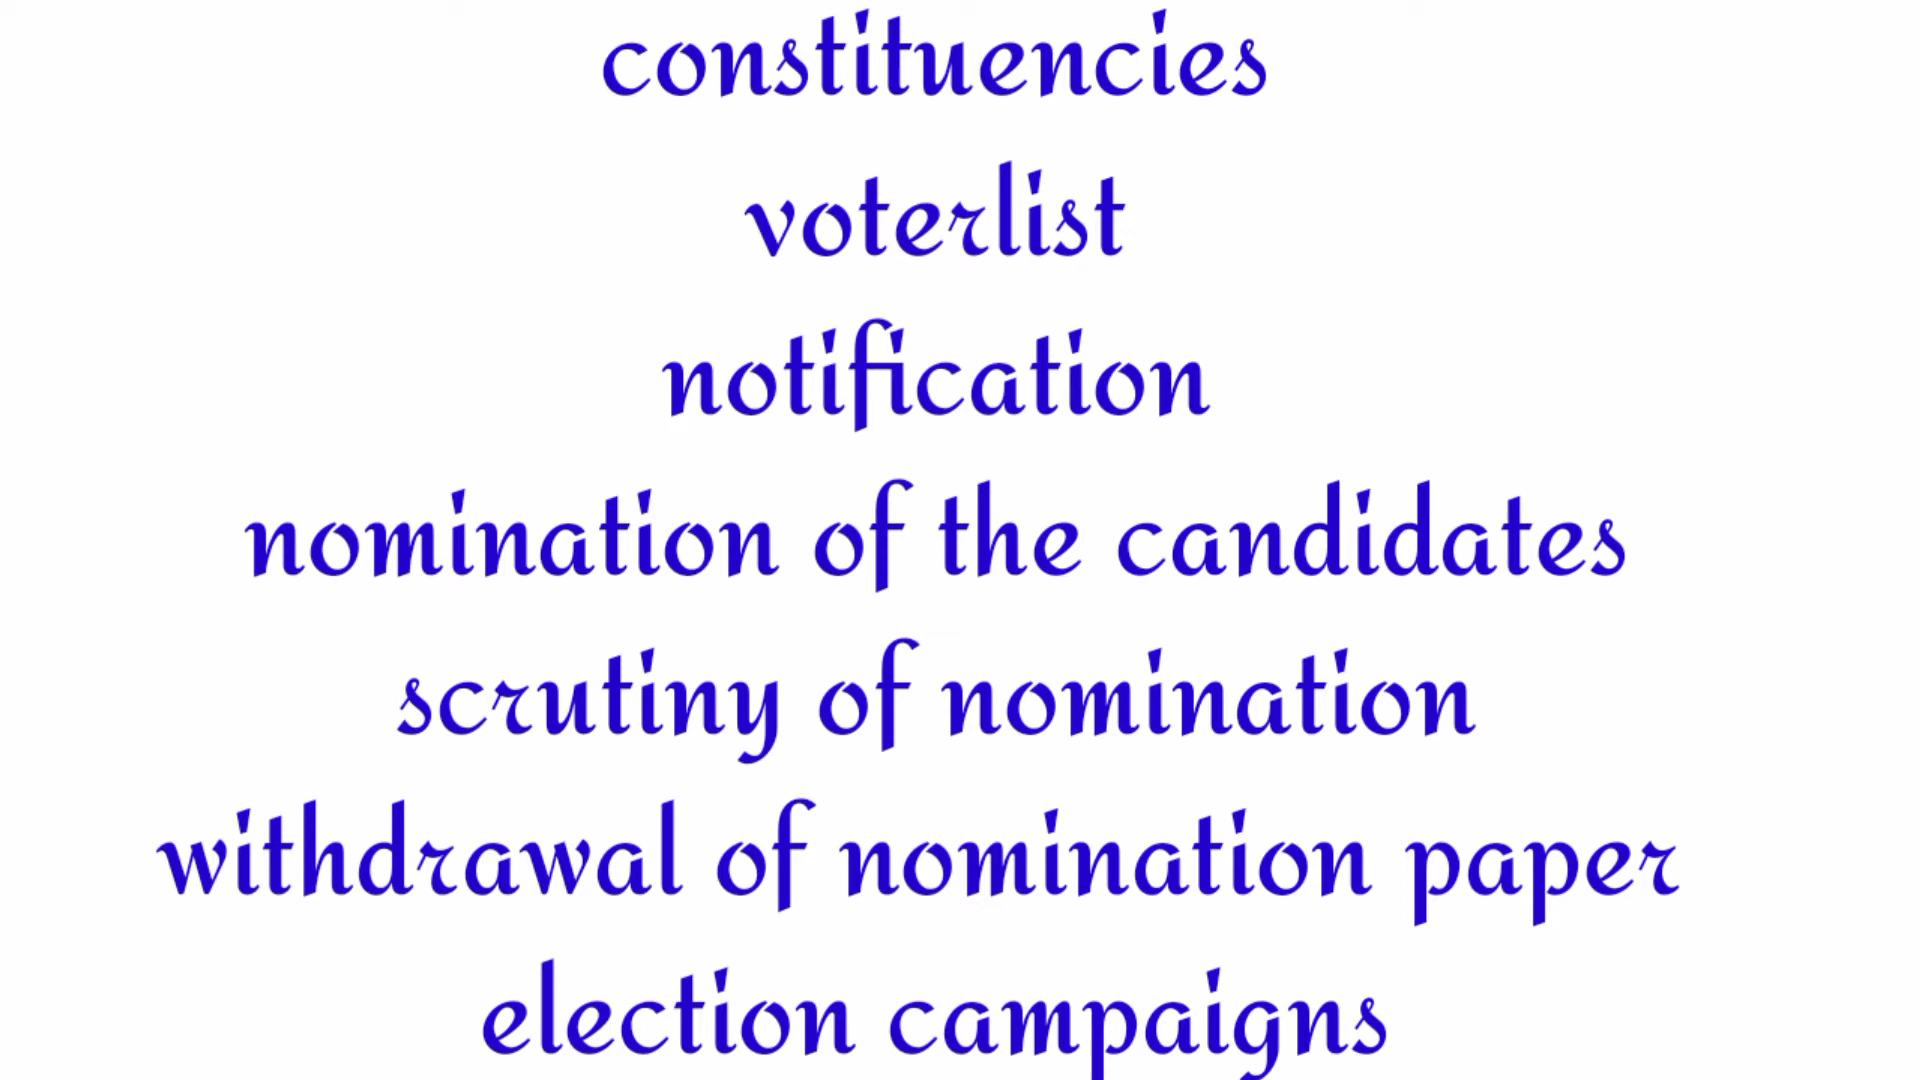 constituencies
voterlist
notification
nomination of the candidates
scrutiny of nomination
withdrawal of nomination paper
election campaigns